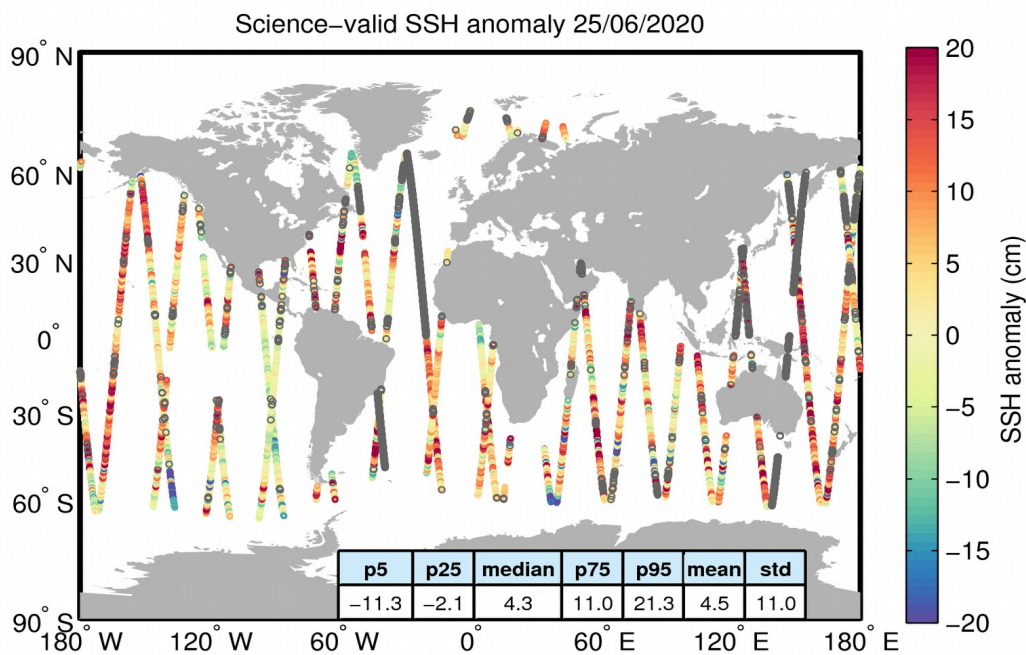 Science−valid SSH anomaly 25/06/2020
90° N
60° N
30° N
0°
30° S
60° S
90° S
180° W
120° W
60° W
0°
60° E
120° E
180° E
p5 p25 median p75 p95 mean std
−11.3 −2.1 4.3 11.0 21.3 4.5 11.0
20
15
10
5
0
−5
−10
−15
−20
SSH anomaly (cm)